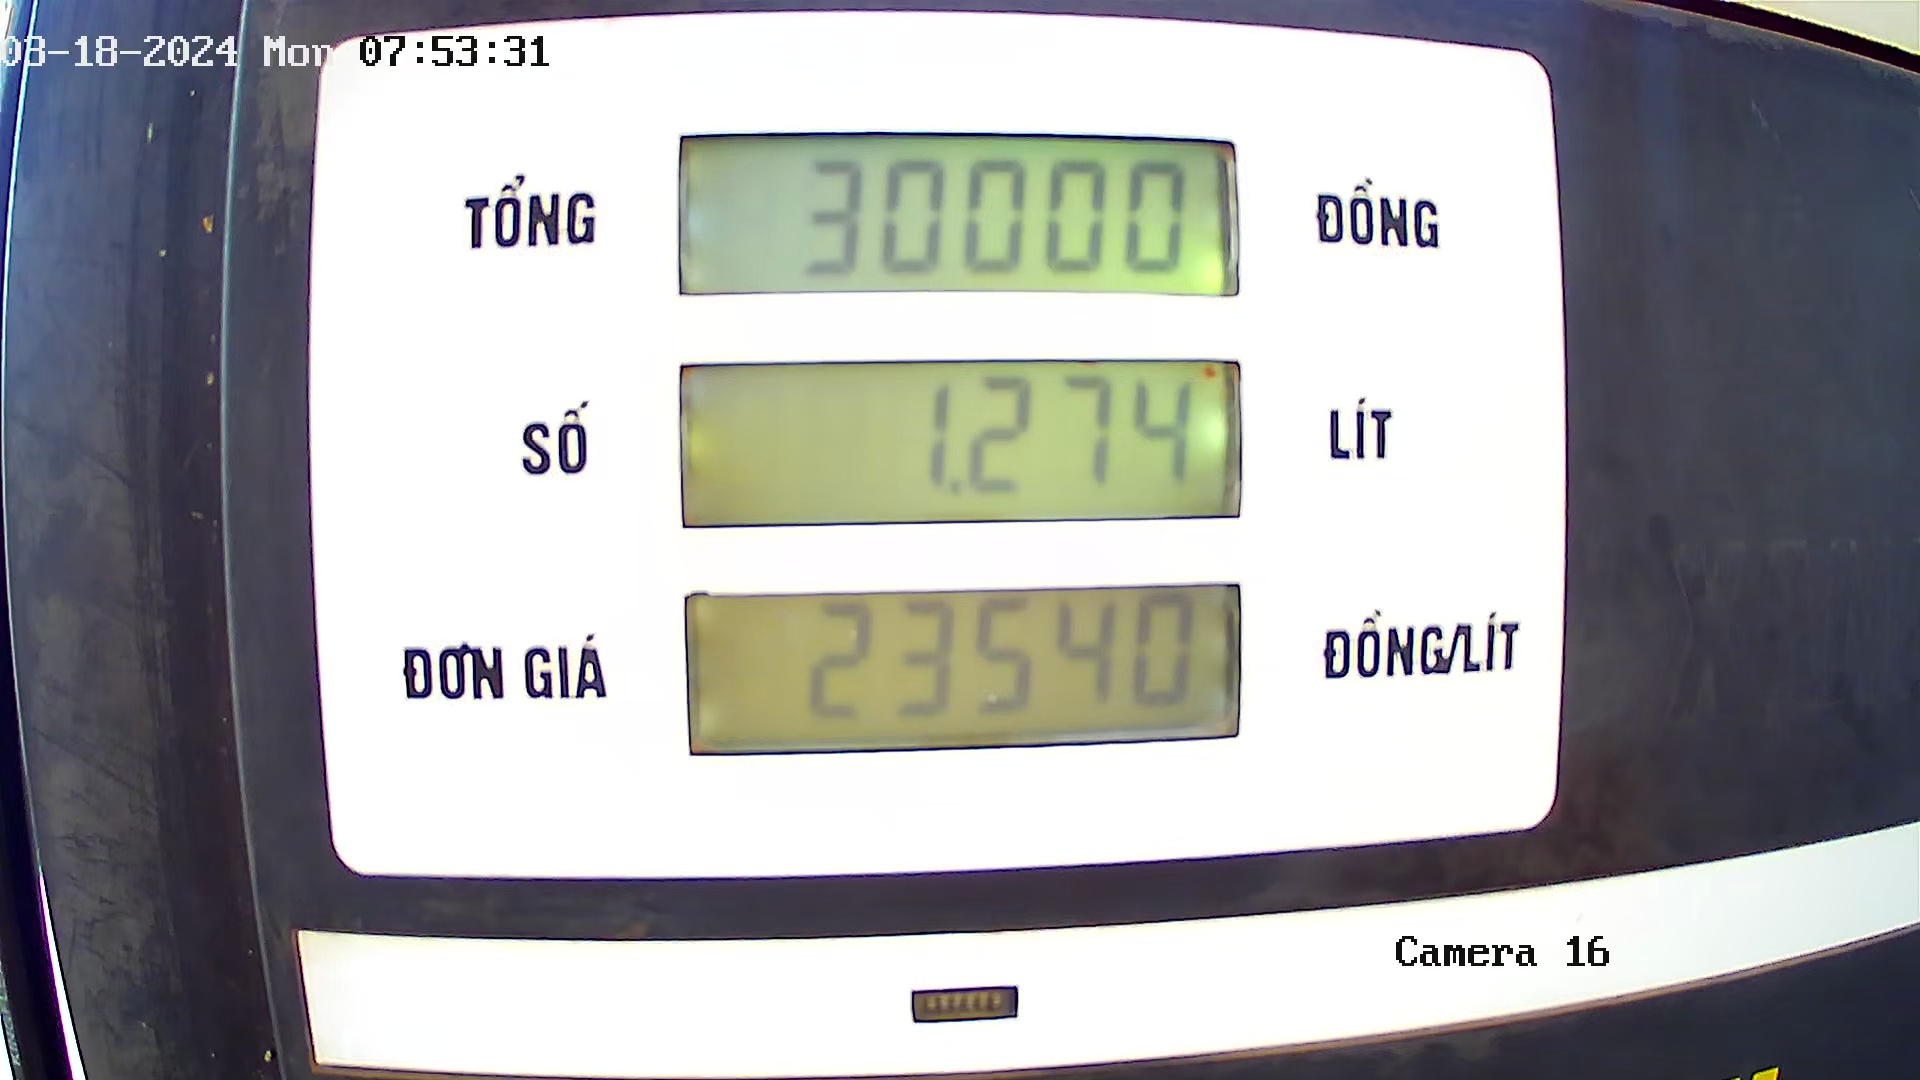 03-18-2024 Mon 07:53:31
TỔNG 30000 ĐỒNG
SỐ 1.274 LÍT
ĐƠN GIÁ 23540 ĐỒNG/LÍT
Camera 16